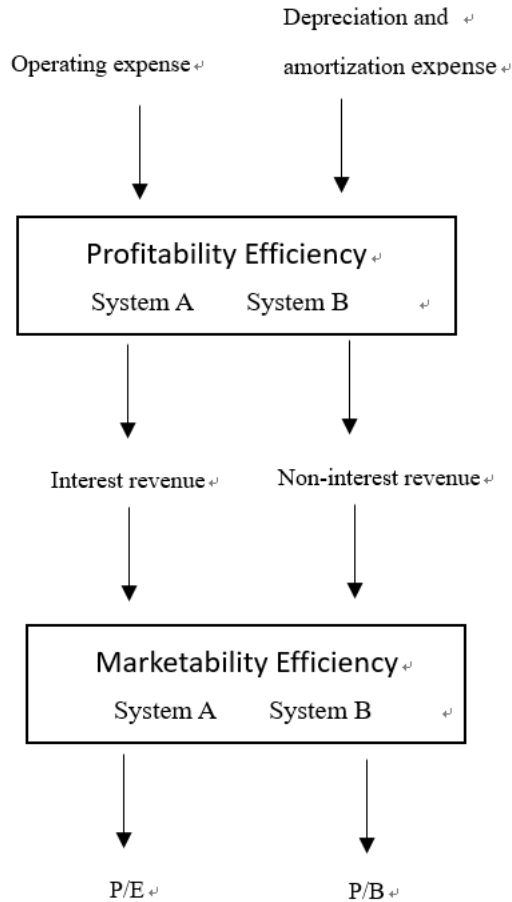 Depreciation and
Operating expense
amortization expense
Profitability Efficiency
System A System B
Interest revenue
Non-interest revenue
Marketability Efficiency
System A System B
P/E
P/B